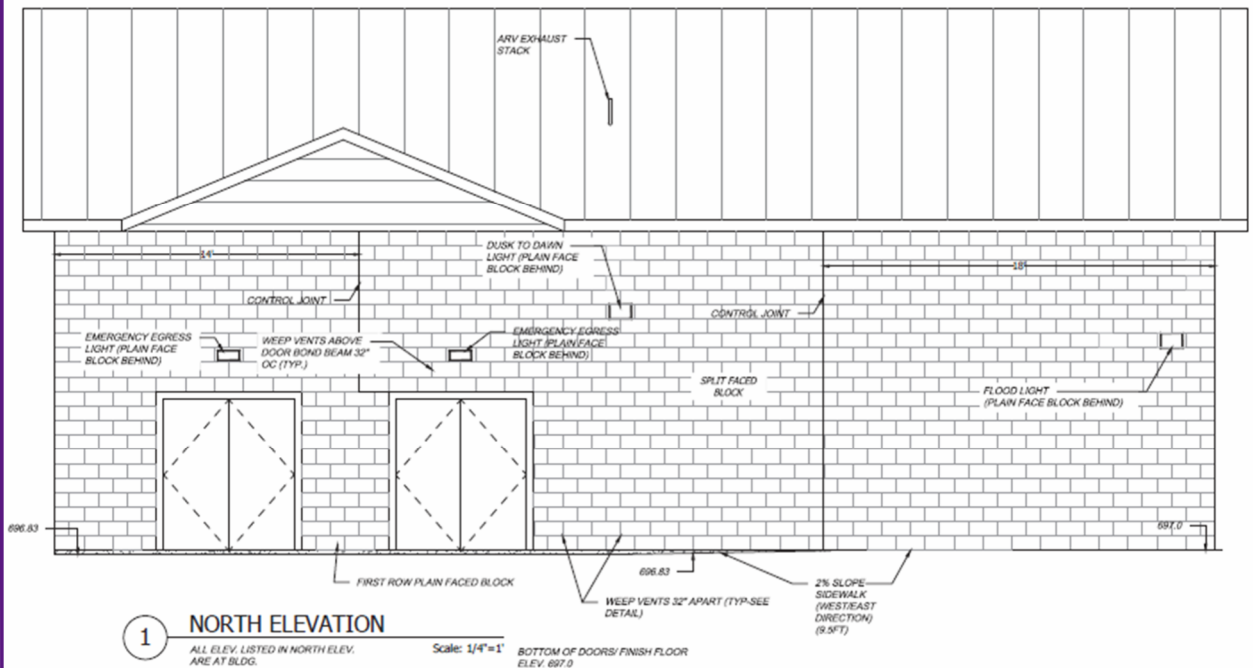 ARV EXHAUST
STACK
DUSK TO DAWN
LIGHT (PLAIN FACE
BLOCK BEHIND)
14'
18'
CONTROL JOINT
CONTROL JOINT
EMERGENCY EGRESS
LIGHT (PLAIN FACE
BLOCK BEHIND)
WEEP VENTS ABOVE
DOOR BOND BEAM 32"
OC (TYP.)
EMERGENCY EGRESS
LIGHT (PLAIN FACE
BLOCK BEHIND)
SPLIT FACED
BLOCK
FLOOD LIGHT
(PLAIN FACE BLOCK BEHIND)
696.83
697.0
696.83
FIRST ROW PLAIN FACED BLOCK
WEEP VENTS 32" APART (TYP-SEE
DETAIL)
2% SLOPE
SIDEWALK
(WEST/EAST
DIRECTION)
(9.5FT)
1
NORTH ELEVATION
ALL ELEV. LISTED IN NORTH ELEV.
ARE AT BLDG.
Scale: 1/4"=1'
BOTTOM OF DOORS/ FINISH FLOOR
ELEV. 697.0